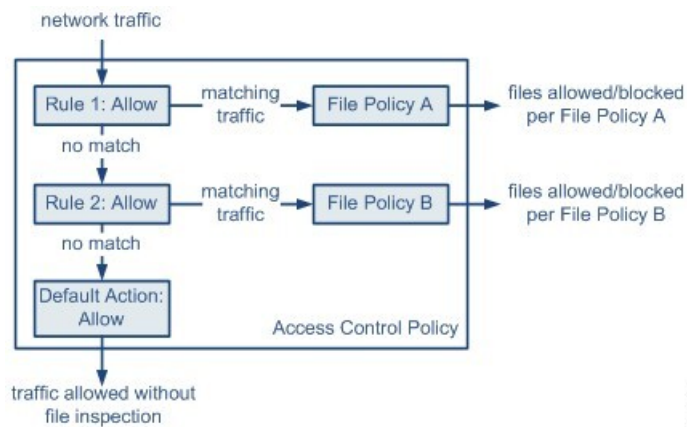 network traffic
Rule 1: Allow
matching
traffic
File Policy A
files allowed/blocked
per File Policy A
no match
Rule 2: Allow
matching
traffic
File Policy B
files allowed/blocked
per File Policy B
no match
Default Action:
Allow
Access Control Policy
traffic allowed without
file inspection